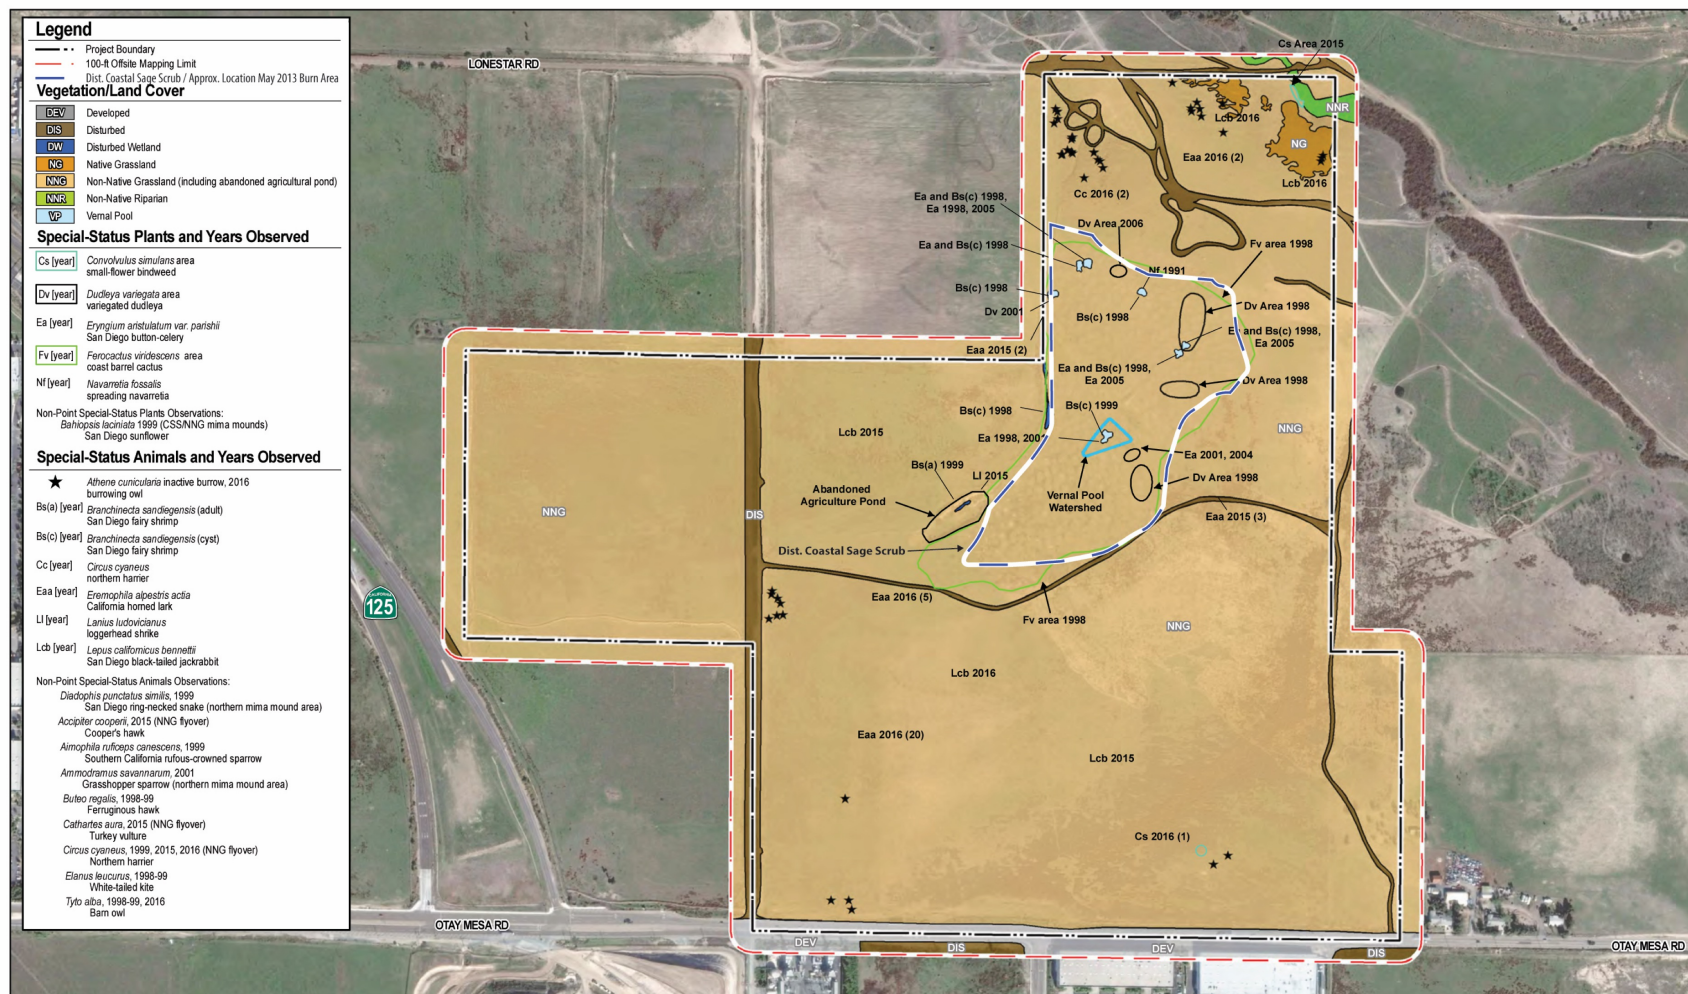 Legend
Project Boundary
100-ft Offsite Mapping Limit
Dist. Coastal Sage Scrub / Approx. Location May 2013 Burn Area
Vegetation/Land Cover
DEV Developed
DIS Disturbed
DW Disturbed Wetland
NG Native Grassland
NNG Non-Native Grassland (including abandoned agricultural pond)
NNR Non-Native Riparian
VP Vernal Pool
Special-Status Plants and Years Observed
Cs [year] Convolvulus simulans area
small-flower bindweed
Dv [year] Dudleya variegata area
variegated dudleya
Ea [year] Eryngium aristulatum var. parishii
San Diego button-celery
Fv [year] Ferocactus viridescens area
coast barrel cactus
Nf [year] Navarretia fossalis
spreading navarretia
Non-Point Special-Status Plants Observations:
Bahiopsis laciniata 1999 (CSS/NNG mima mounds)
San Diego sunflower
Special-Status Animals and Years Observed
Athene cunicularia inactive burrow, 2016
burrowing owl
Bs(a) [year] Branchinecta sandiegensis (adult)
San Diego fairy shrimp
Bs(c) [year] Branchinecta sandiegensis (cyst)
San Diego fairy shrimp
Cc [year] Circus cyaneus
northern harrier
Eaa [year] Eremophila alpestris actia
California horned lark
Ll [year] Lanius ludovicianus
loggerhead shrike
Lcb [year] Lepus californicus bennettii
San Diego black-tailed jackrabbit
Non-Point Special-Status Animals Observations:
Diadophis punctatus similis, 1999
San Diego ring-necked snake (northern mima mound area)
Accipiter cooperii, 2015 (NNG flyover)
Cooper's hawk
Aimophila ruficeps canescens, 1999
Southern California rufous-crowned sparrow
Ammodramus savannarum, 2001
Grasshopper sparrow (northern mima mound area)
Buteo regalis, 1998-99
Ferruginous hawk
Cathartes aura, 2015 (NNG flyover)
Turkey vulture
Circus cyaneus, 1999, 2015, 2016 (NNG flyover)
Northern harrier
Elanus leucurus, 1998-99
White-tailed kite
Tyto alba, 1998-99, 2016
Barn owl
LONESTAR RD
Cs Area 2015
NNR
Lcb 2016
NG
Eaa 2016 (2)
Lcb 2016
Cc 2016 (2)
Ea and Bs(c) 1998,
Ea 1998, 2005
Dv Area 2006
Ea and Bs(c) 1998
Fv area 1998
Nf 1991
Bs(c) 1998
Dv 2001
Bs(c) 1998
Dv Area 1998
Ea and Bs(c) 1998,
Ea 2005
Eaa 2015 (2)
Ea and Bs(c) 1998,
Ea 2005
Dv Area 1998
Bs(c) 1999
Bs(c) 1998
Lcb 2015
Ea 1998, 2001
NNG
Ea 2001, 2004
Bs(a) 1999
Ll 2015
Dv Area 1998
Abandoned
Agriculture Pond
Vernal Pool
Watershed
NNG
DIS
Eaa 2015 (3)
Dist. Coastal Sage Scrub
Eaa 2016 (5)
CALIFORNIA
125
Fv area 1998
NNG
Lcb 2016
Eaa 2016 (20)
Lcb 2015
Cs 2016 (1)
OTAY MESA RD
DEV
DIS
DEV
DIS
OTAY MESA RD